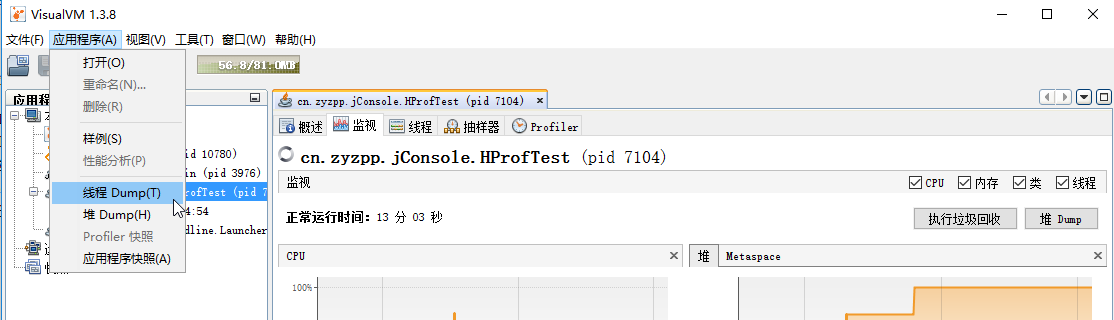 VisualVM 1.3.8
文件(F) 应用程序(A) 视图(V) 工具(T) 窗口(W) 帮助(H)
56.8/81.0MB
打开(O)
重命名(N)...
删除(R)
样例(S)
性能分析(P)
线程 Dump(T)
堆 Dump(H)
Profiler 快照
应用程序快照(A)
应用程
pid 10780)
in (pid 3976)
rofTest (pid 7
4:54
dline.Launcher
cn.zyzpp.jConsole.HProfTest (pid 7104)
概述 监视 线程 抽样器 Profiler
cn.zyzpp.jConsole.HProfTest (pid 7104)
监视 CPU 内存 类 线程
正常运行时间: 13 分 03 秒 执行垃圾回收 堆 Dump
CPU 堆 Metaspace
100%